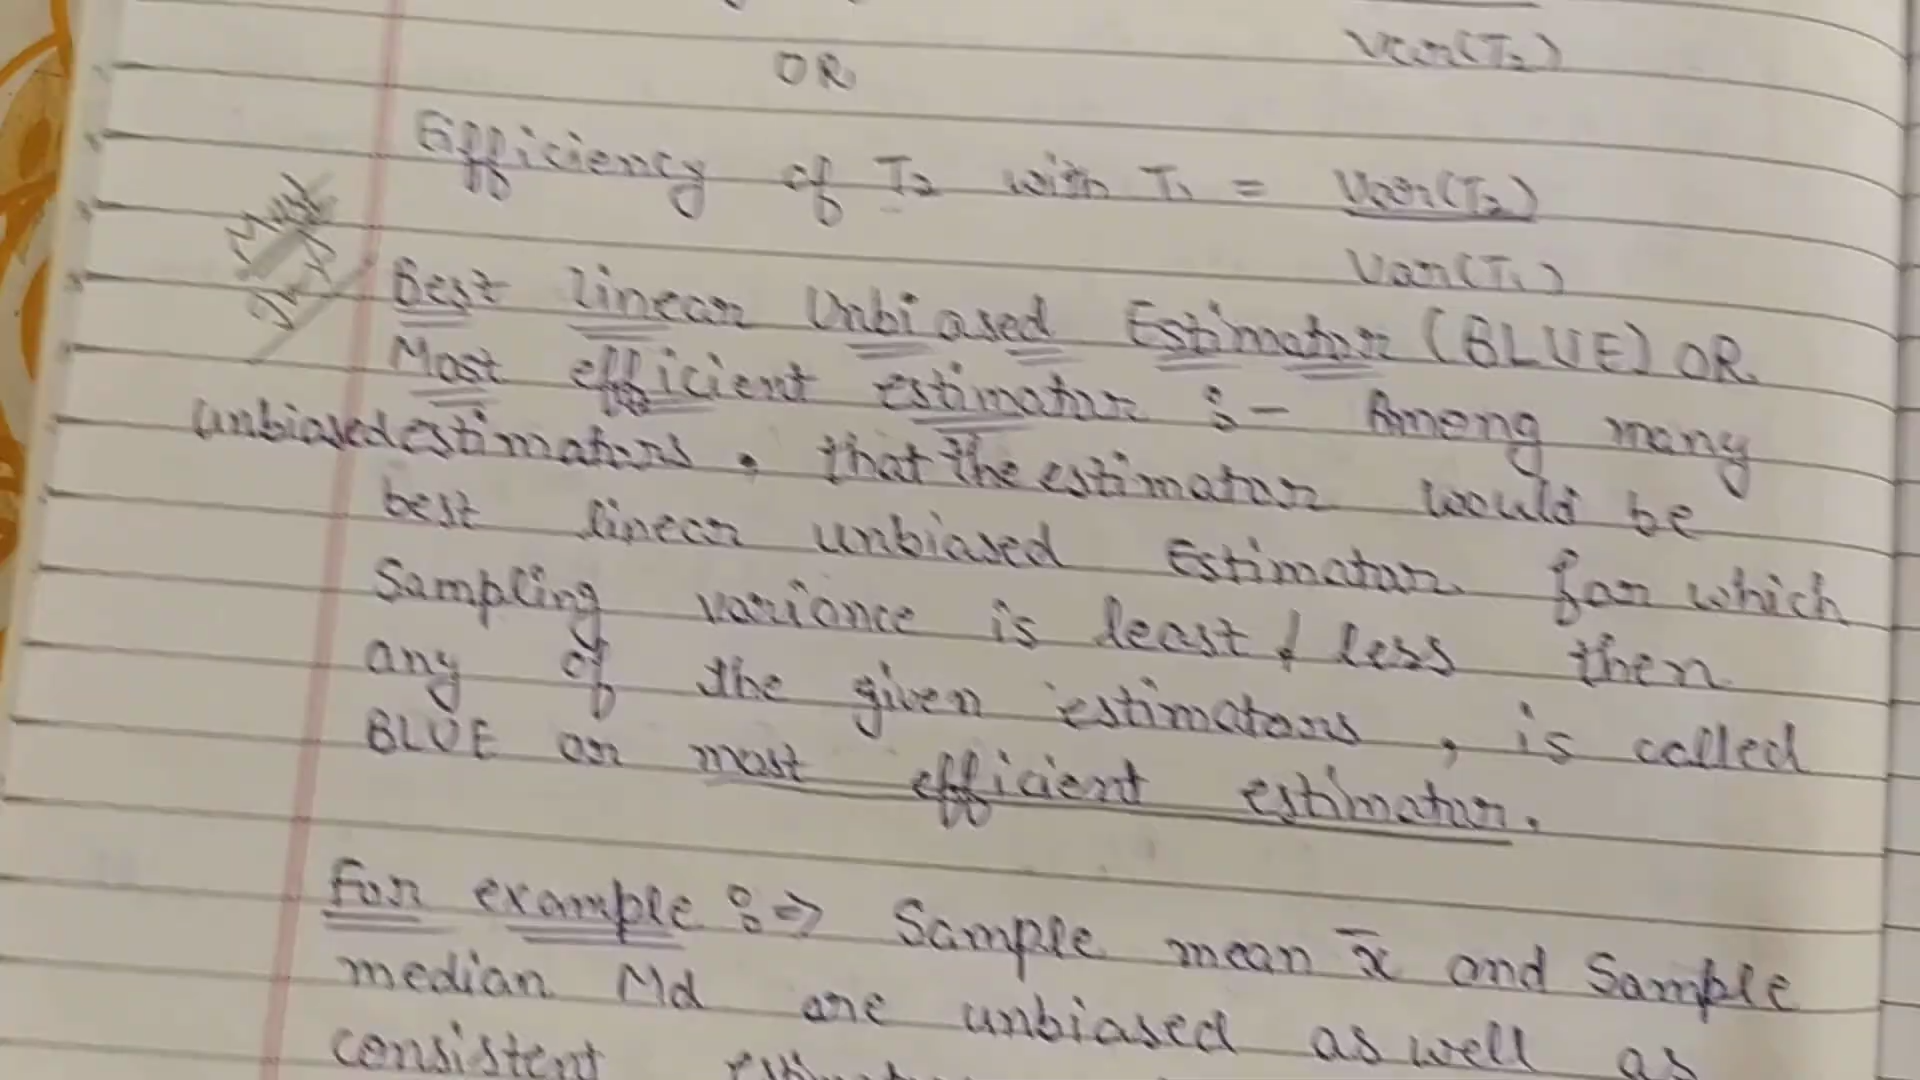 Var(T₂)
OR
Efficiency of T₂ with T₁ = Var(T₂)
Var(T₁)
Best linear Unbiased Estimator (BLUE) OR
Most efficient estimator :- Among many
unbiased estimators, that the estimator would be
best linear unbiased Estimator for which
Sampling variance is least / less then
any of the given estimators, is called
BLUE or most efficient estimator.
For example :⇒ Sample mean x̄ and Sample
median Md are unbiased as well as
consistent